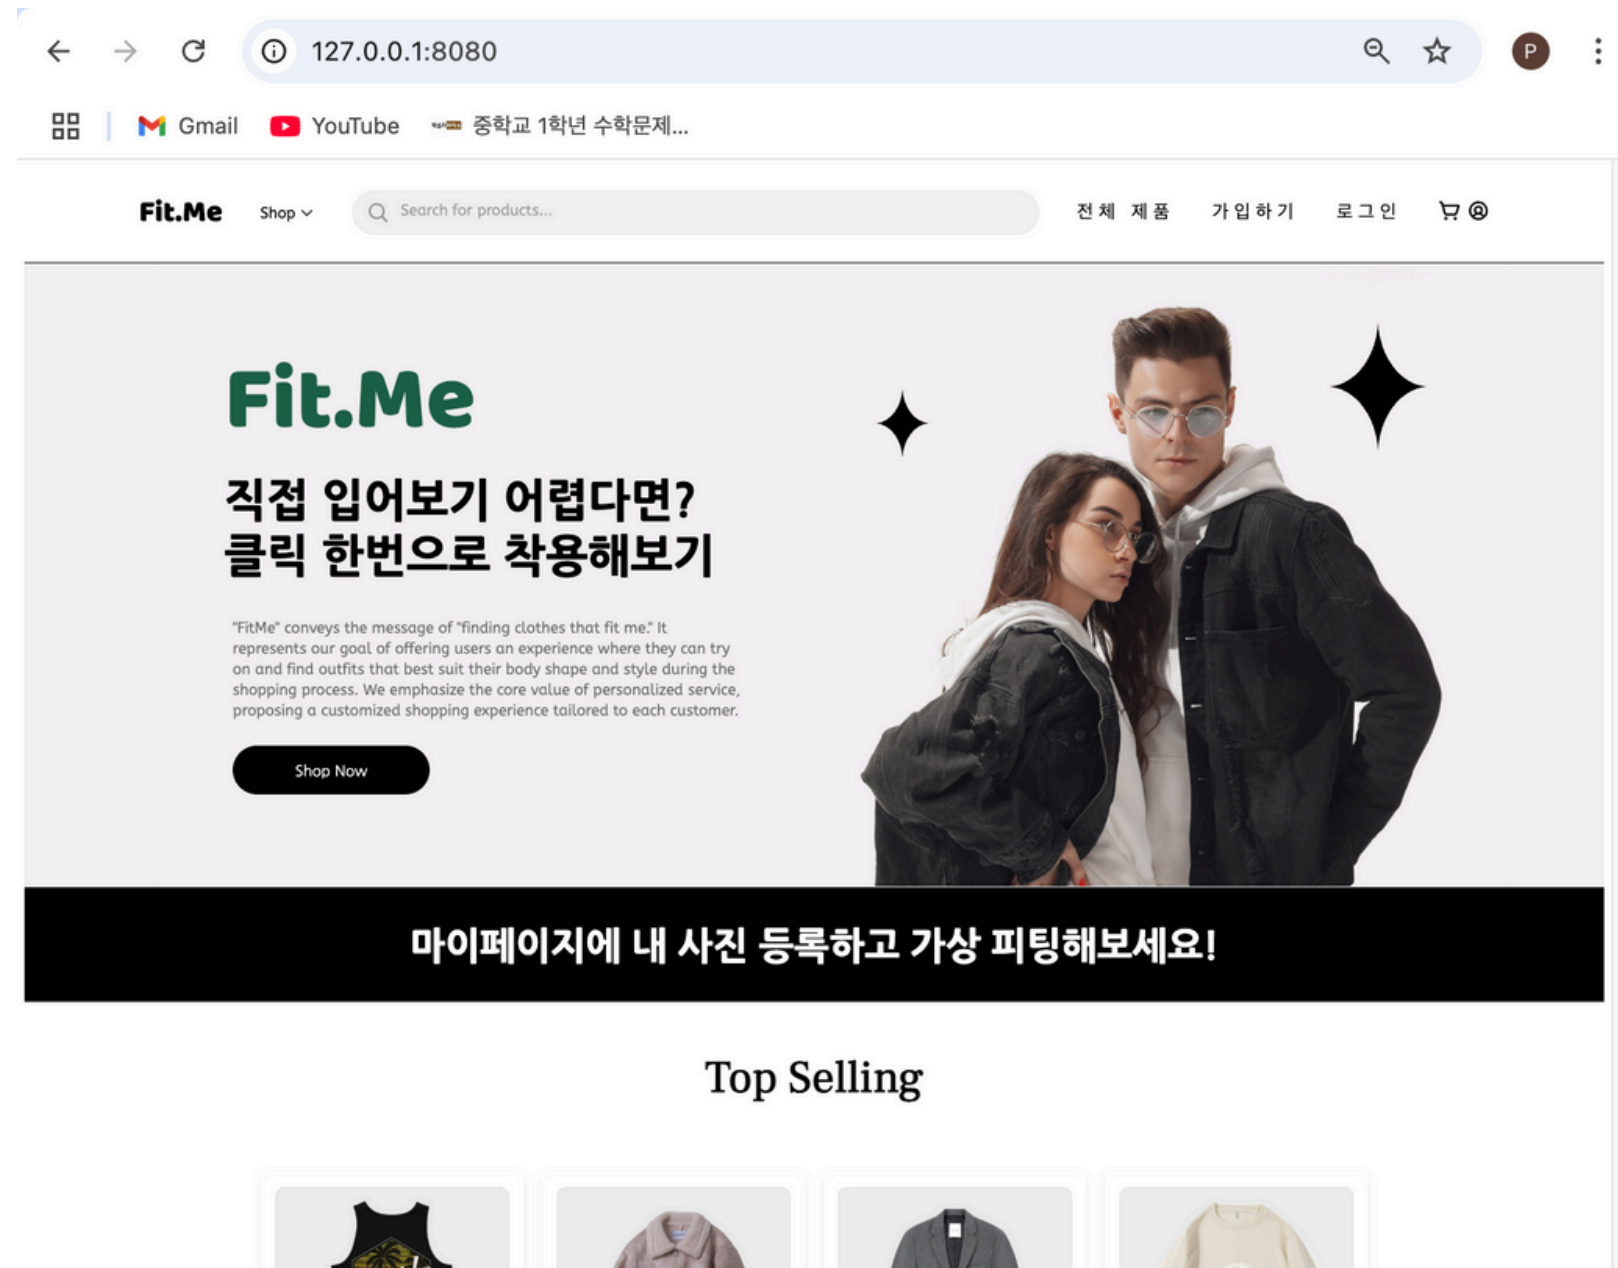 127.0.0.1:8080
P
Gmail
YouTube
중학교 1학년 수학문제...
Fit.Me
Shop
Search for products...
전체 제품
가입하기
로그인
Fit.Me
직접 입어보기 어렵다면?
클릭 한번으로 착용해보기
"FitMe" conveys the message of "finding clothes that fit me." It
represents our goal of offering users an experience where they can try
on and find outfits that best suit their body shape and style during the
shopping process. We emphasize the core value of personalized service,
proposing a customized shopping experience tailored to each customer.
Shop Now
마이페이지에 내 사진 등록하고 가상 피팅해보세요!
Top Selling